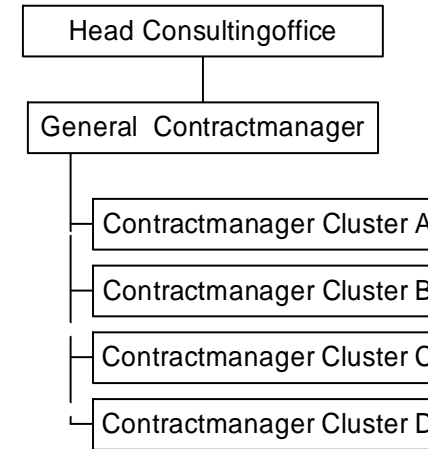 Head Consultingoffice
General Contractmanager
Contractmanager Cluster A
Contractmanager Cluster B
Contractmanager Cluster C
Contractmanager Cluster D